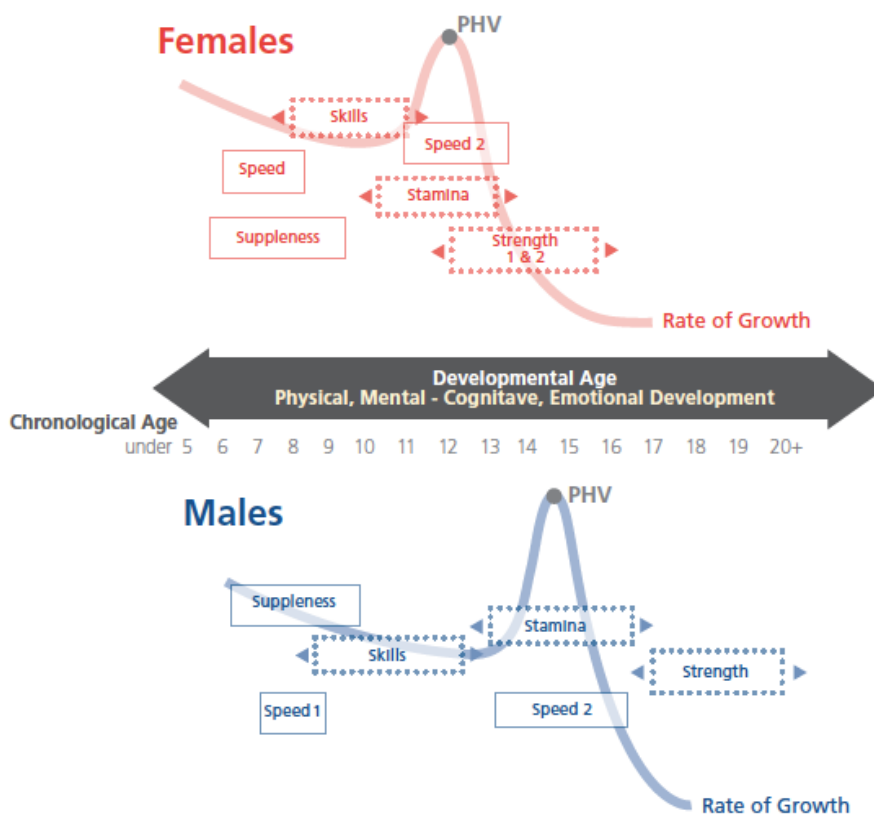 Females
PHV
Skills
Speed 2
Speed
Stamina
Suppleness
Strength
1 & 2
Rate of Growth
Developmental Age
Physical, Mental - Cognitave, Emotional Development
Chronological Age
under 5 6 7 8 9 10 11 12 13 14 15 16 17 18 19 20+
Males
PHV
Suppleness
Stamina
Skills
Strength
Speed 1
Speed 2
Rate of Growth